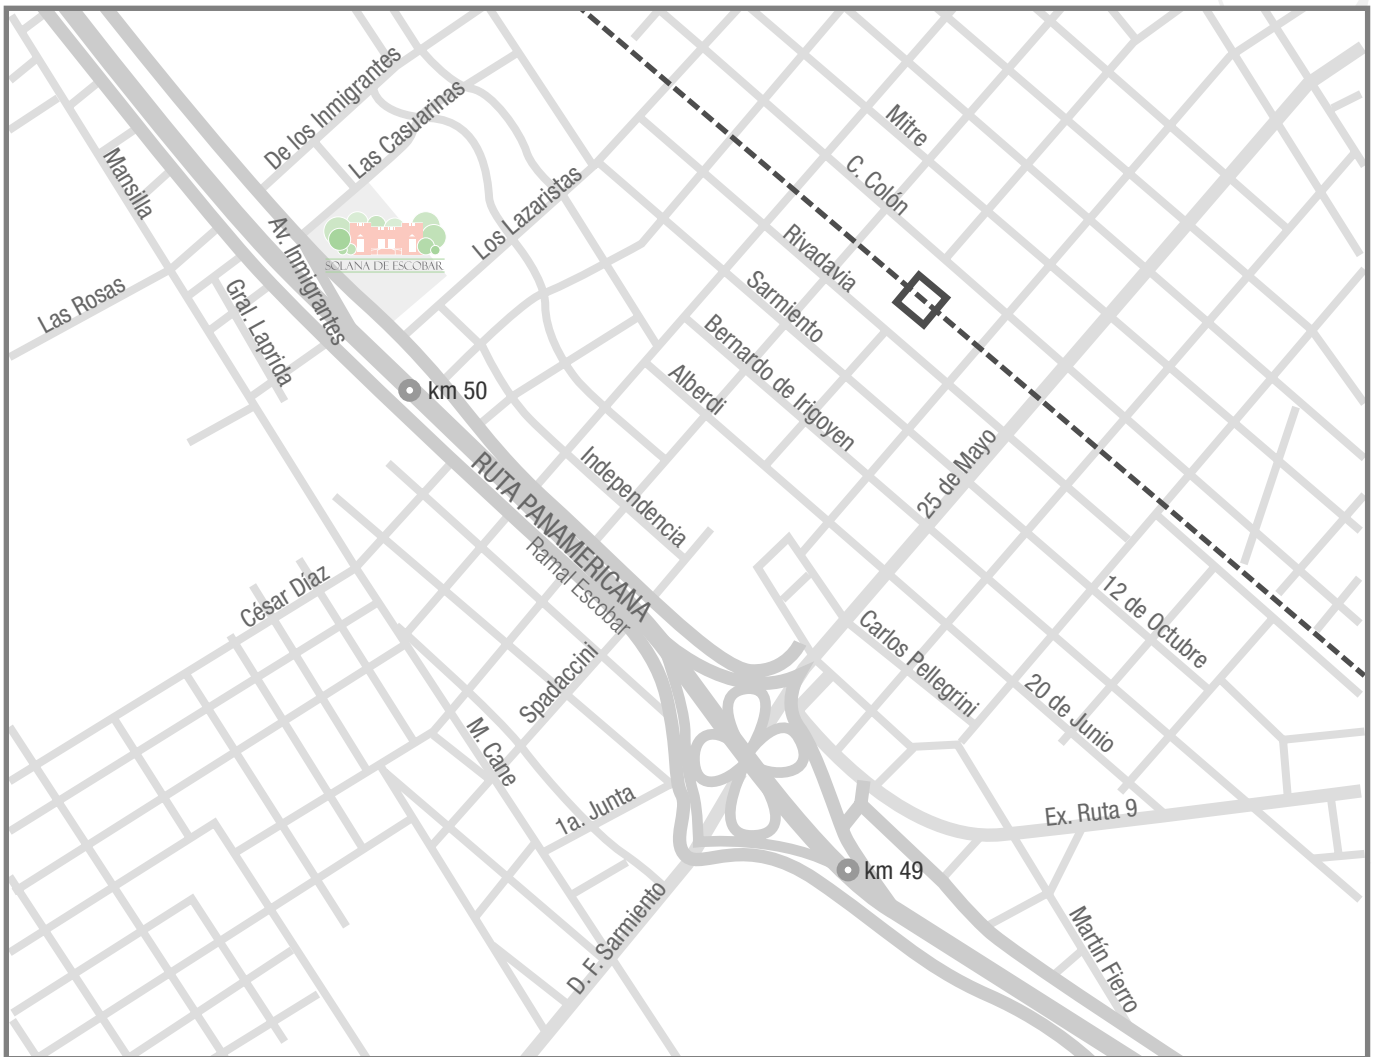 De los Inmigrantes
Las Casuarinas
Mitre
C. Colón
Mansilla
Los Lazaristas
Av. Inmigrantes
SOLANA DE ESCOBAR
Rivadavia
Sarmiento
Las Rosas
Gral. Laprida
Bernardo de Irigoyen
Alberdi
km 50
25 de Mayo
Independencia
RUTA PANAMERICANA
Ramal Escobar
César Díaz
12 de Octubre
Carlos Pellegrini
Spadaccini
20 de Junio
M. Cane
1a. Junta
Ex. Ruta 9
km 49
D. F. Sarmiento
Martín Fierro